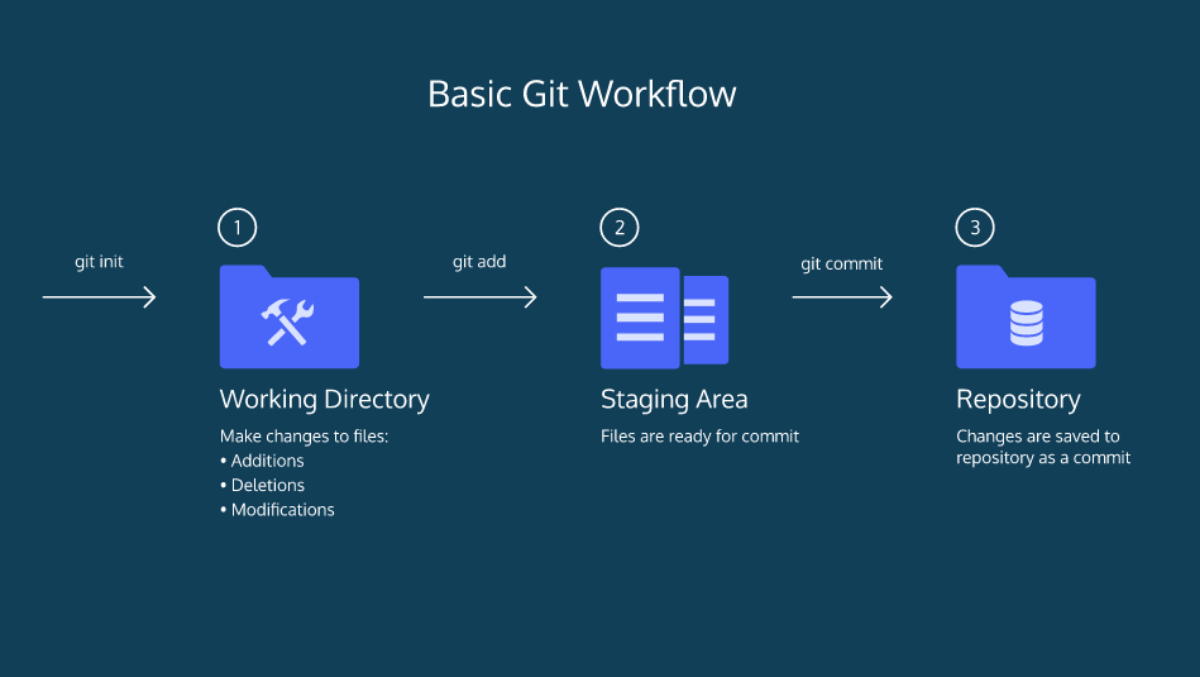 Basic Git Workflow
git init
1
Working Directory
Make changes to files:
• Additions
• Deletions
• Modifications
git add
2
Staging Area
Files are ready for commit
git commit
3
Repository
Changes are saved to
repository as a commit